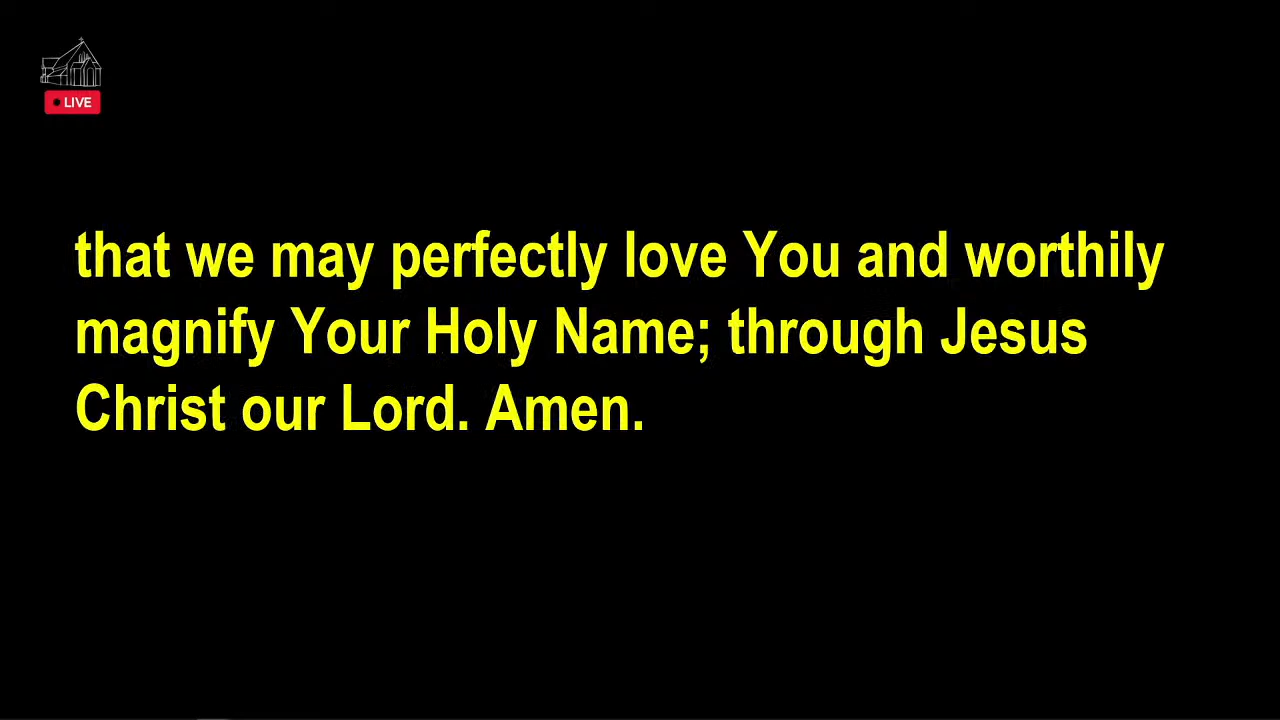 LIVE
that we may perfectly love You and worthily
magnify Your Holy Name; through Jesus
Christ our Lord. Amen.